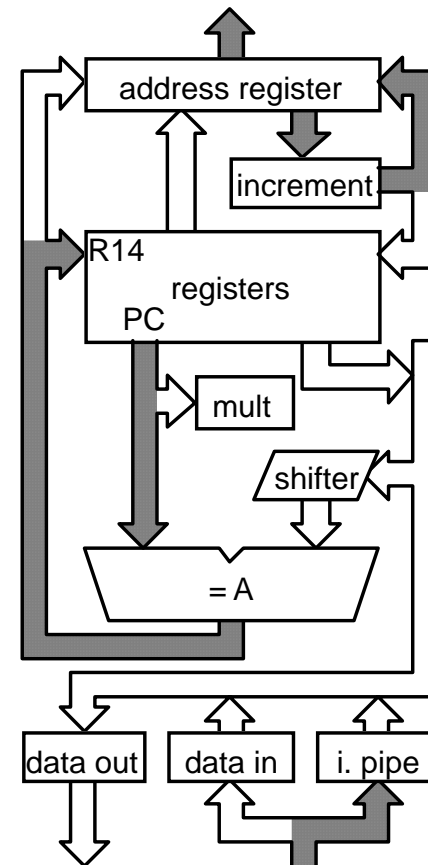 address register
increment
R14
registers
PC
mult
shifter
= A
data out
data in
i. pipe